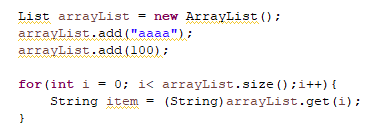 List arrayList = new ArrayList();
arrayList.add("aaaa");
arrayList.add(100);
for(int i = 0; i< arrayList.size();i++){
String item = (String)arrayList.get(i);
}